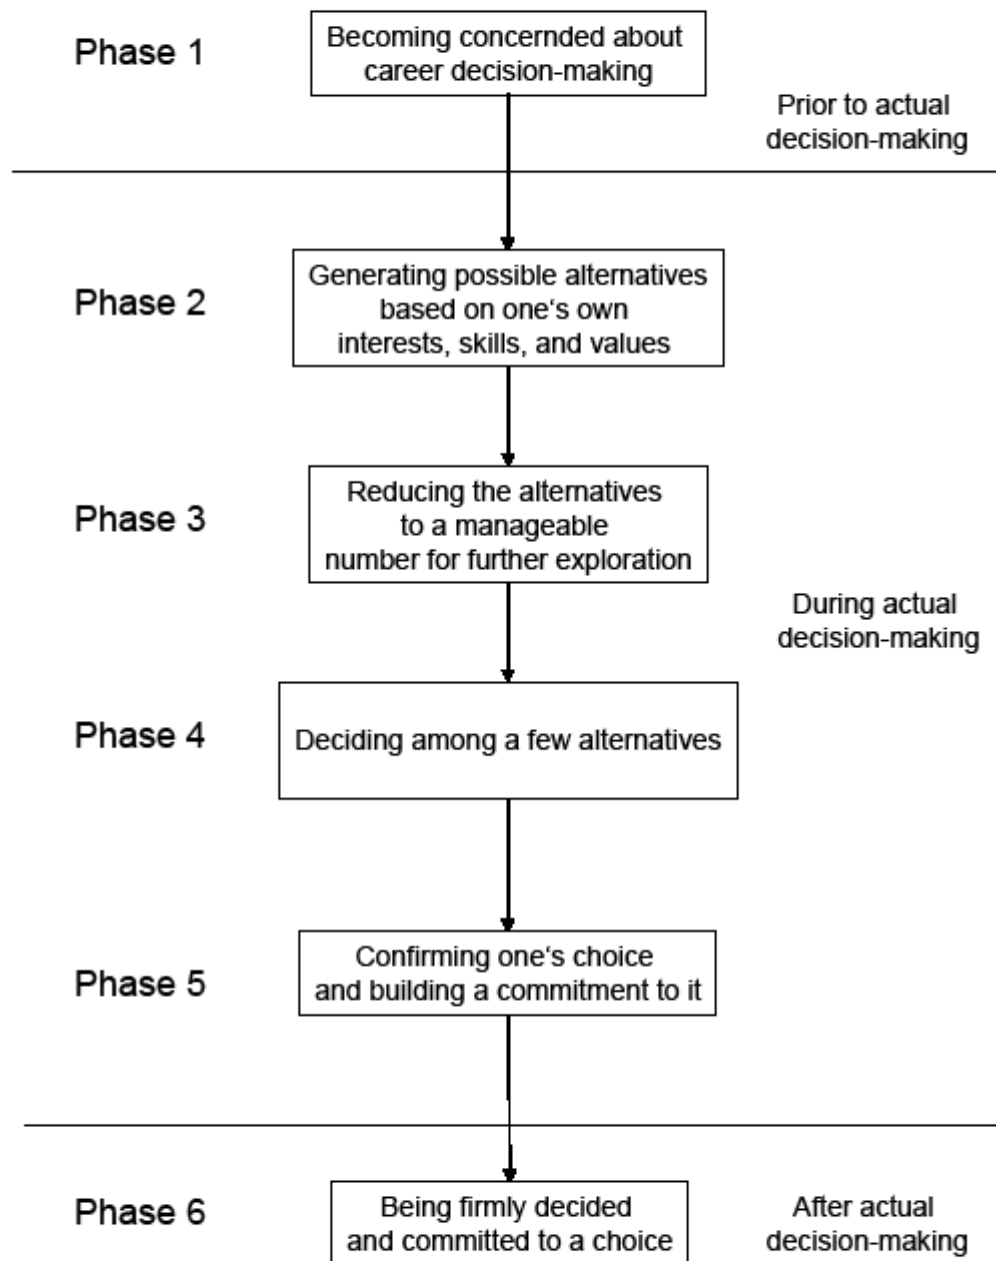 Phase 1
Becoming concernded about
career decision-making
Prior to actual
decision-making
Phase 2
Generating possible alternatives
based on one‘s own
interests, skills, and values
Phase 3
Reducing the alternatives
to a manageable
number for further exploration
During actual
decision-making
Phase 4
Deciding among a few alternatives
Phase 5
Confirming one‘s choice
and building a commitment to it
Phase 6
Being firmly decided
and committed to a choice
After actual
decision-making